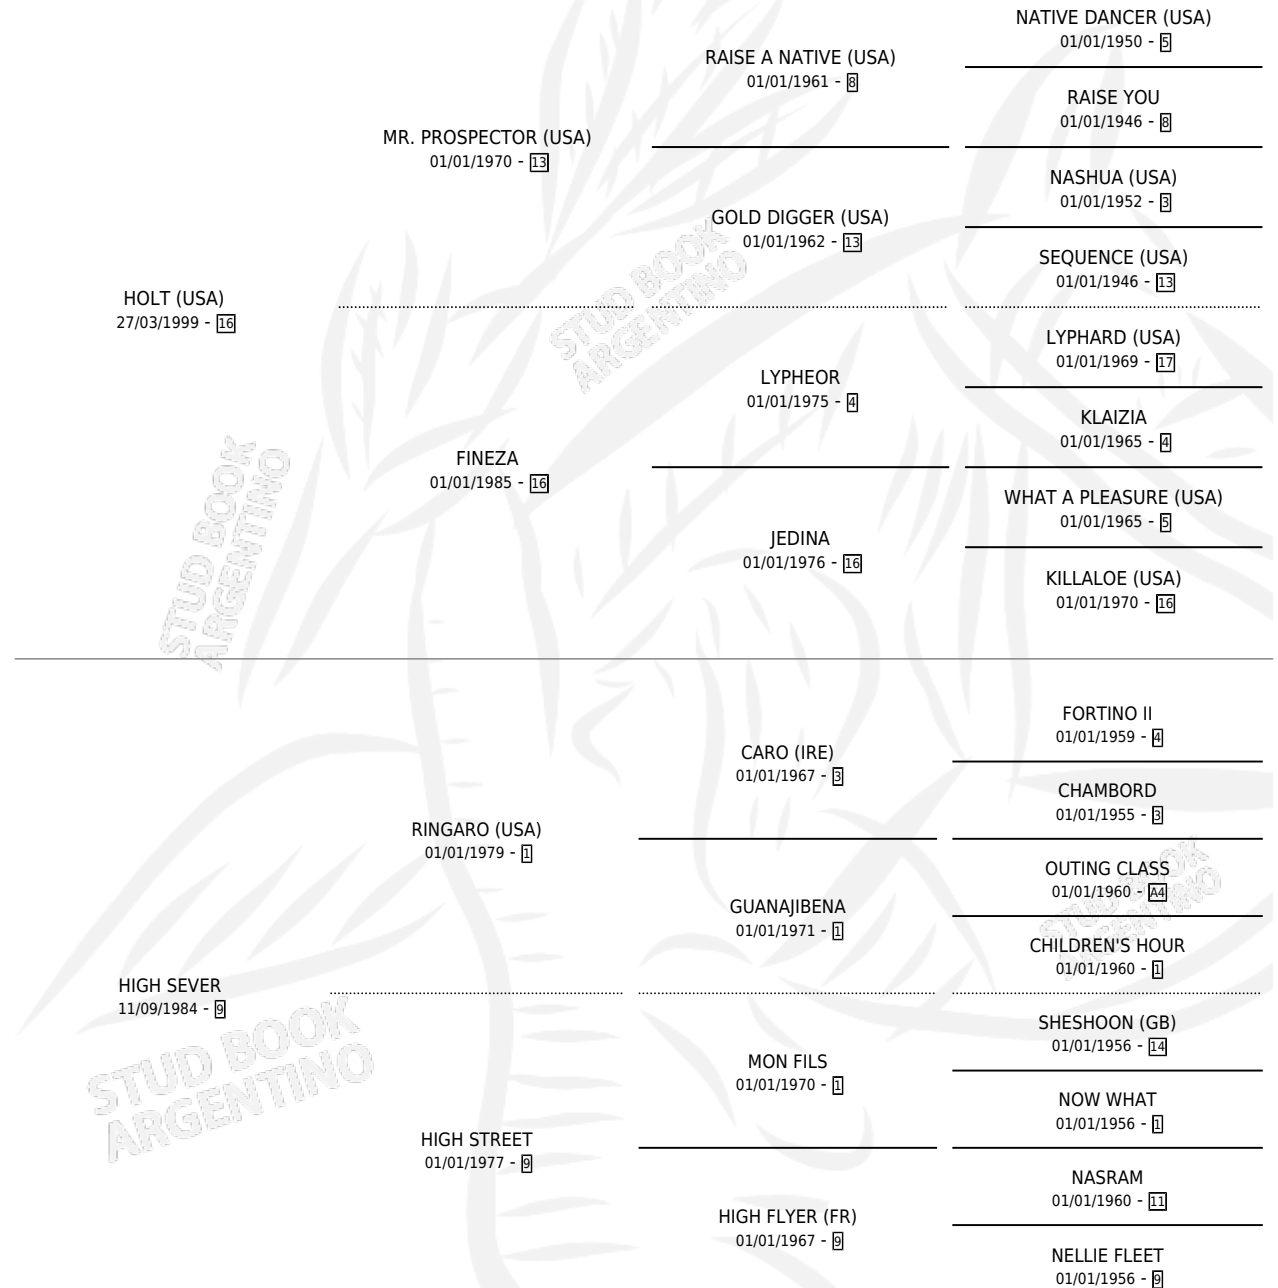 NATIVE DANCER (USA)
01/01/1950 - 5
RAISE A NATIVE (USA)
01/01/1961 - 8
RAISE YOU
01/01/1946 - 8
MR. PROSPECTOR (USA)
01/01/1970 - 13
NASHUA (USA)
01/01/1952 - 3
GOLD DIGGER (USA)
01/01/1962 - 13
SEQUENCE (USA)
01/01/1946 - 13
HOLT (USA)
27/03/1999 - 16
LYPHARD (USA)
01/01/1969 - 17
LYPHEOR
01/01/1975 - 4
KLAIZIA
01/01/1965 - 4
FINEZA
01/01/1985 - 16
WHAT A PLEASURE (USA)
01/01/1965 - 5
JEDINA
01/01/1976 - 16
KILLALOE (USA)
01/01/1970 - 16
FORTINO II
01/01/1959 - 4
CARO (IRE)
01/01/1967 - 3
CHAMBORD
01/01/1955 - 3
RINGARO (USA)
01/01/1979 - 1
OUTING CLASS
01/01/1960 - A4
GUANAJIBENA
01/01/1971 - 1
CHILDREN'S HOUR
01/01/1960 - 1
HIGH SEVER
11/09/1984 - 9
SHESHOON (GB)
01/01/1956 - 14
MON FILS
01/01/1970 - 1
NOW WHAT
01/01/1956 - 1
HIGH STREET
01/01/1977 - 9
NASRAM
01/01/1960 - 11
HIGH FLYER (FR)
01/01/1967 - 9
NELLIE FLEET
01/01/1956 - 9
STUD BOOK
ARGENTINO
STUD BOOK
ARGENTINO
STUD BOOK
ARGENTINO
STUD BOOK
ARGENTINO